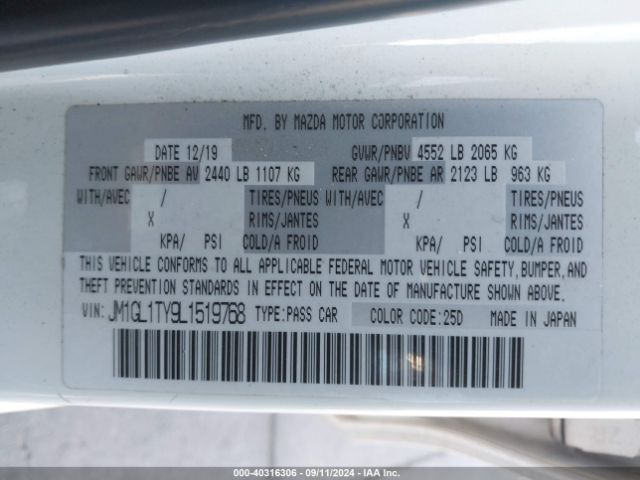 MFD. BY MAZDA MOTOR CORPORATION
DATE 12/19 GVWR/PNBV 4552 LB 2065 KG
FRONT GAWR/PNBE AV 2440 LB 1107 KG REAR GAWR/PNBE AR 2123 LB 963 KG
WITH/AVEC / TIRES/PNEUS WITH/AVEC / TIRES/PNEUS
X RIMS/JANTES X RIMS/JANTES
KPA/ PSI COLD/A FROID KPA/ PSI COLD/A FROID
THIS VEHICLE CONFORMS TO ALL APPLICABLE FEDERAL MOTOR VEHICLE SAFETY, BUMPER, AND
THEFT PREVENTION STANDARDS IN EFFECT ON THE DATE OF MANUFACTURE SHOWN ABOVE.
VIN: JM1GL1TY9L1519768 TYPE:PASS CAR COLOR CODE:25D MADE IN JAPAN
000-40316306 - 09/11/2024 - IAA Inc.